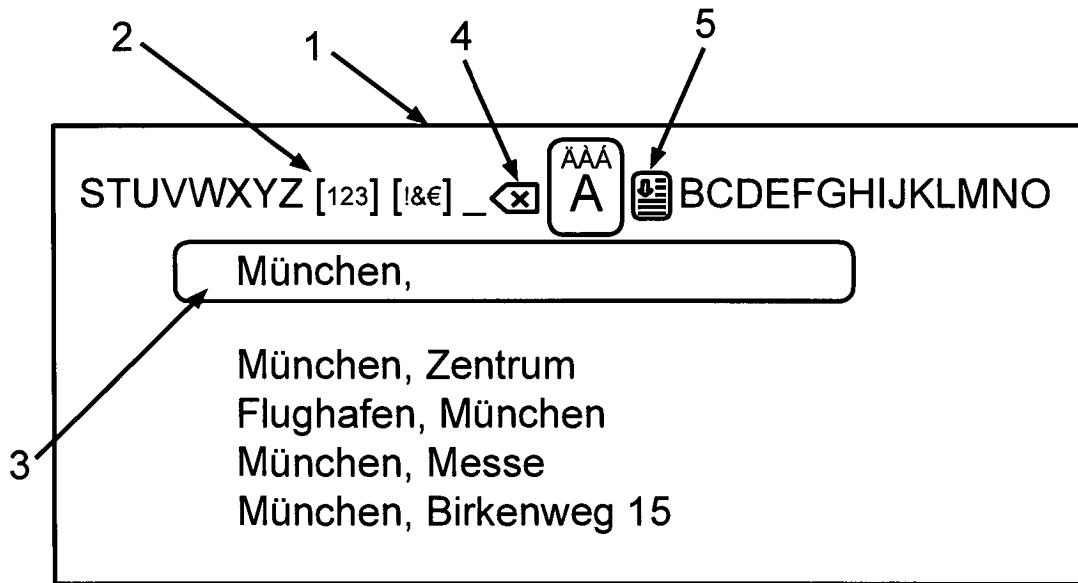 2 1 4 5
ÄÀÁ
STUVWXYZ [123] [!&€] _ A BCDEFGHIJKLMNO
München,
München, Zentrum
Flughafen, München
München, Messe
3
München, Birkenweg 15